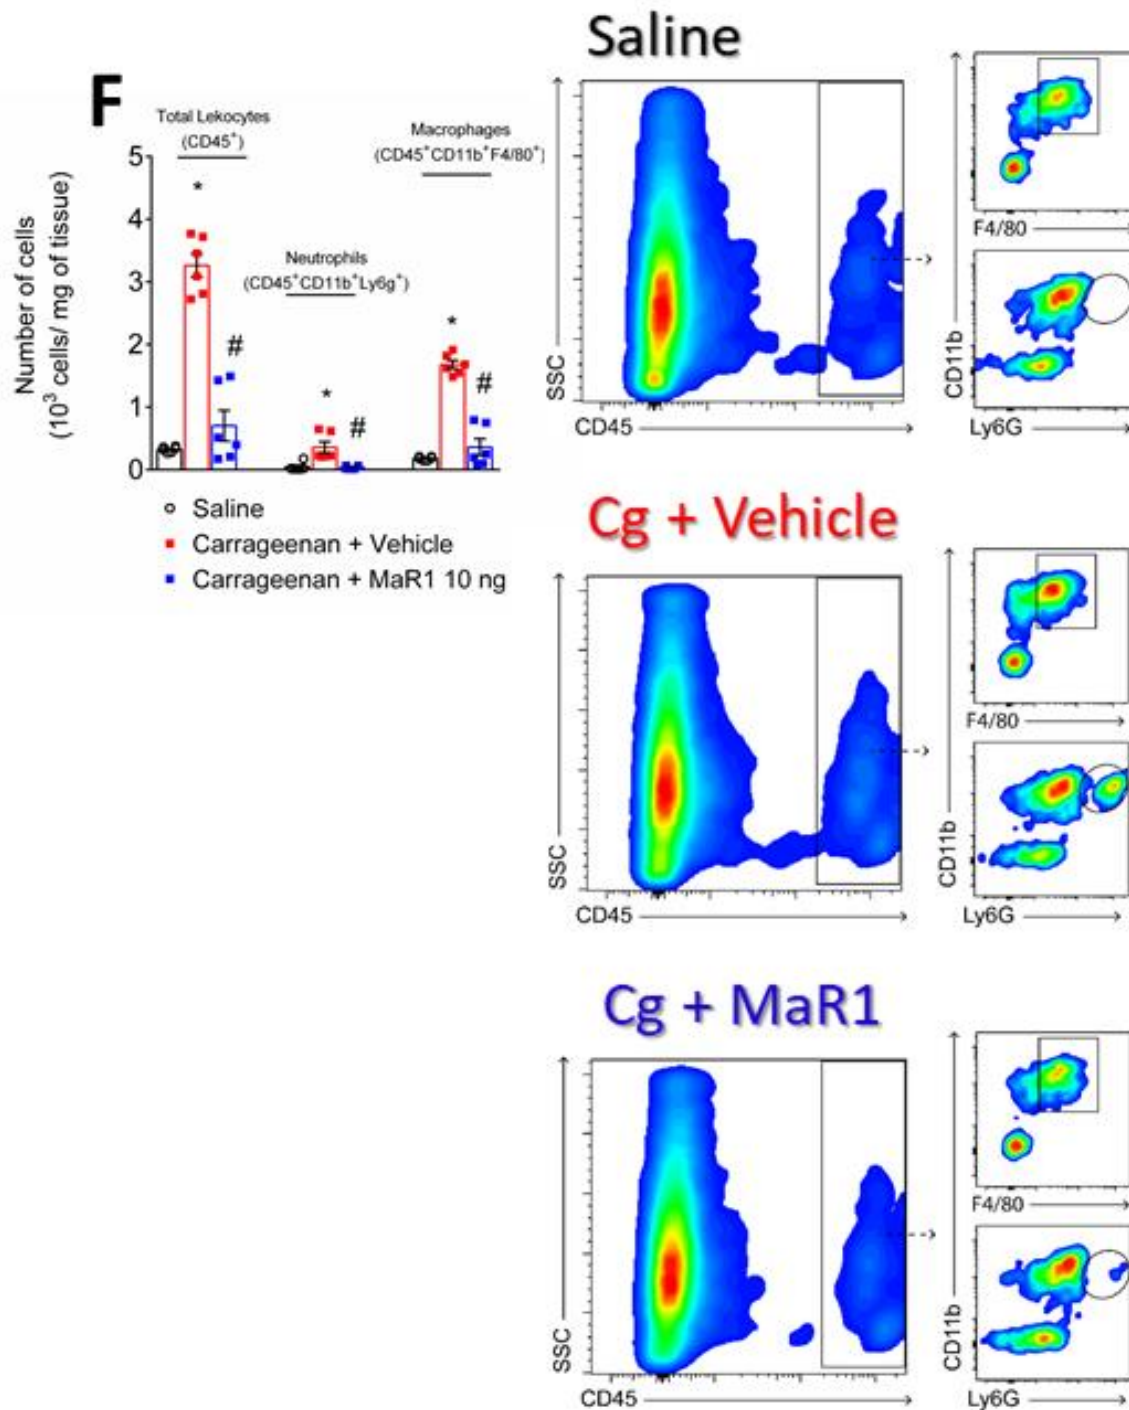 F
Total Lekocytes
(CD45⁺)
Macrophages
(CD45⁺CD11b⁺F4/80⁺)
Neutrophils
(CD45⁺CD11b⁺Ly6g⁺)
Number of cells
(10³ cells/ mg of tissue)
5
4
3
2
1
0
*
#
*
#
*
#
Saline
Carrageenan + Vehicle
Carrageenan + MaR1 10 ng
Saline
SSC
CD45
F4/80
CD11b
Ly6G
Cg + Vehicle
SSC
CD45
F4/80
CD11b
Ly6G
Cg + MaR1
SSC
CD45
F4/80
CD11b
Ly6G